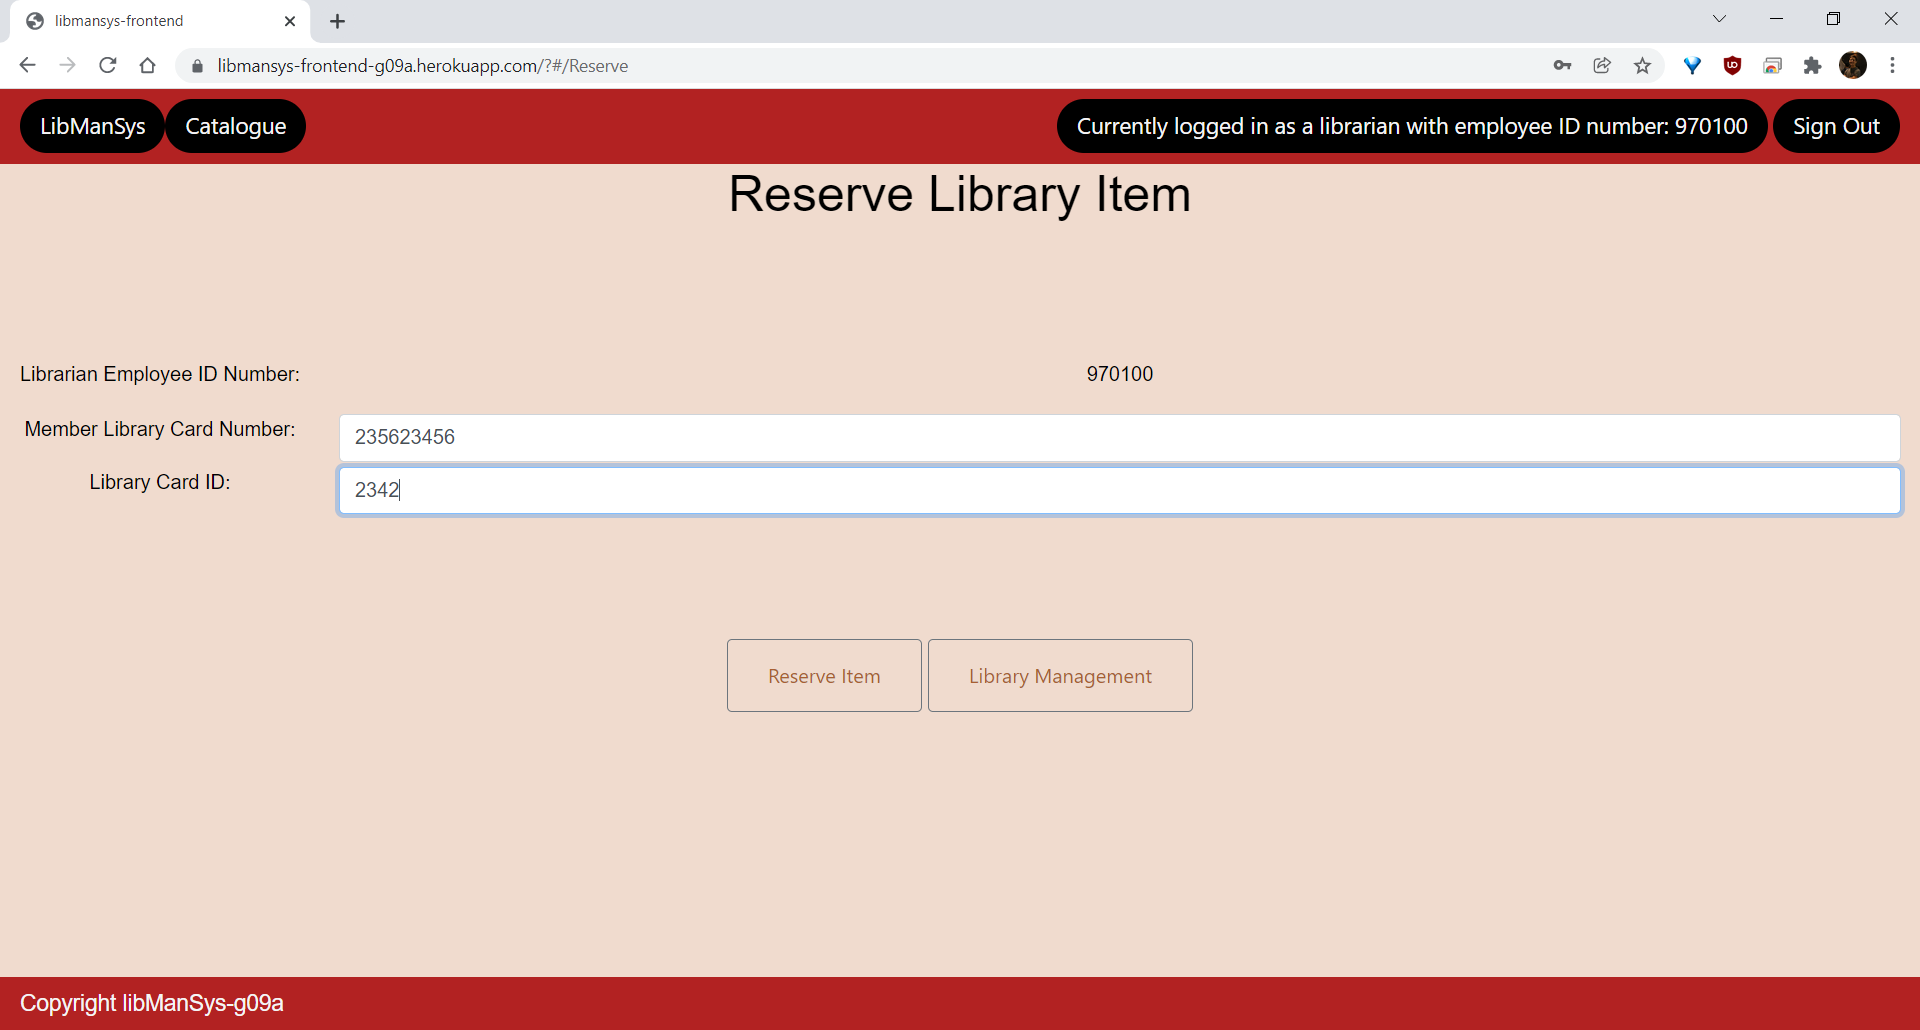 libmansys-frontend
libmansys-frontend-g09a.herokuapp.com/?#/Reserve
LibManSys Catalogue Currently logged in as a librarian with employee ID number: 970100 Sign Out
Reserve Library Item
Librarian Employee ID Number: 970100
Member Library Card Number: 235623456
Library Card ID: 2342
Reserve Item Library Management
Copyright libManSys-g09a